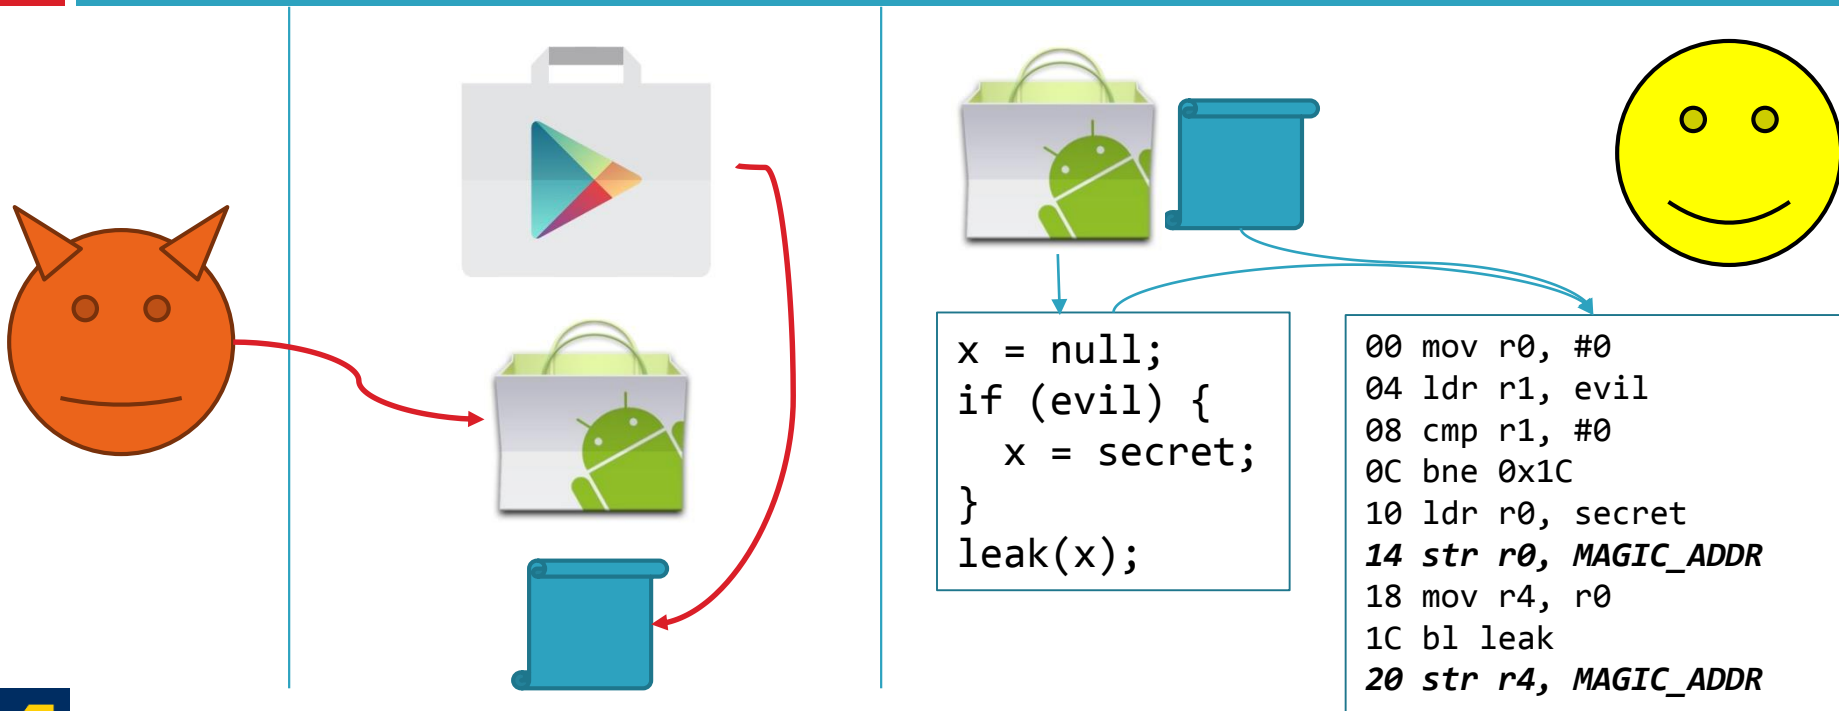 x = null;
if (evil) {
  x = secret;
}
leak(x);
00 mov r0, #0
04 ldr r1, evil
08 cmp r1, #0
0C bne 0x1C
10 ldr r0, secret
14 str r0, MAGIC_ADDR
18 mov r4, r0
1C bl leak
20 str r4, MAGIC_ADDR